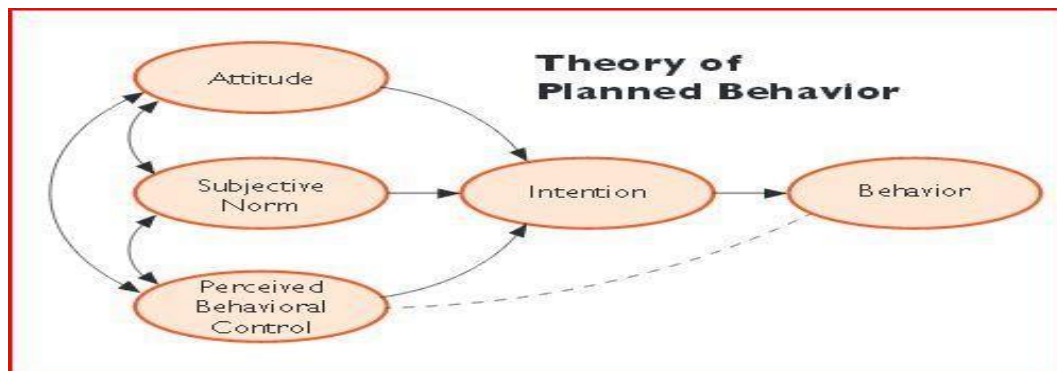 Theory of
Planned Behavior
Attitude
Subjective
Norm
Intention
Behavior
Perceived
Behavioral
Control